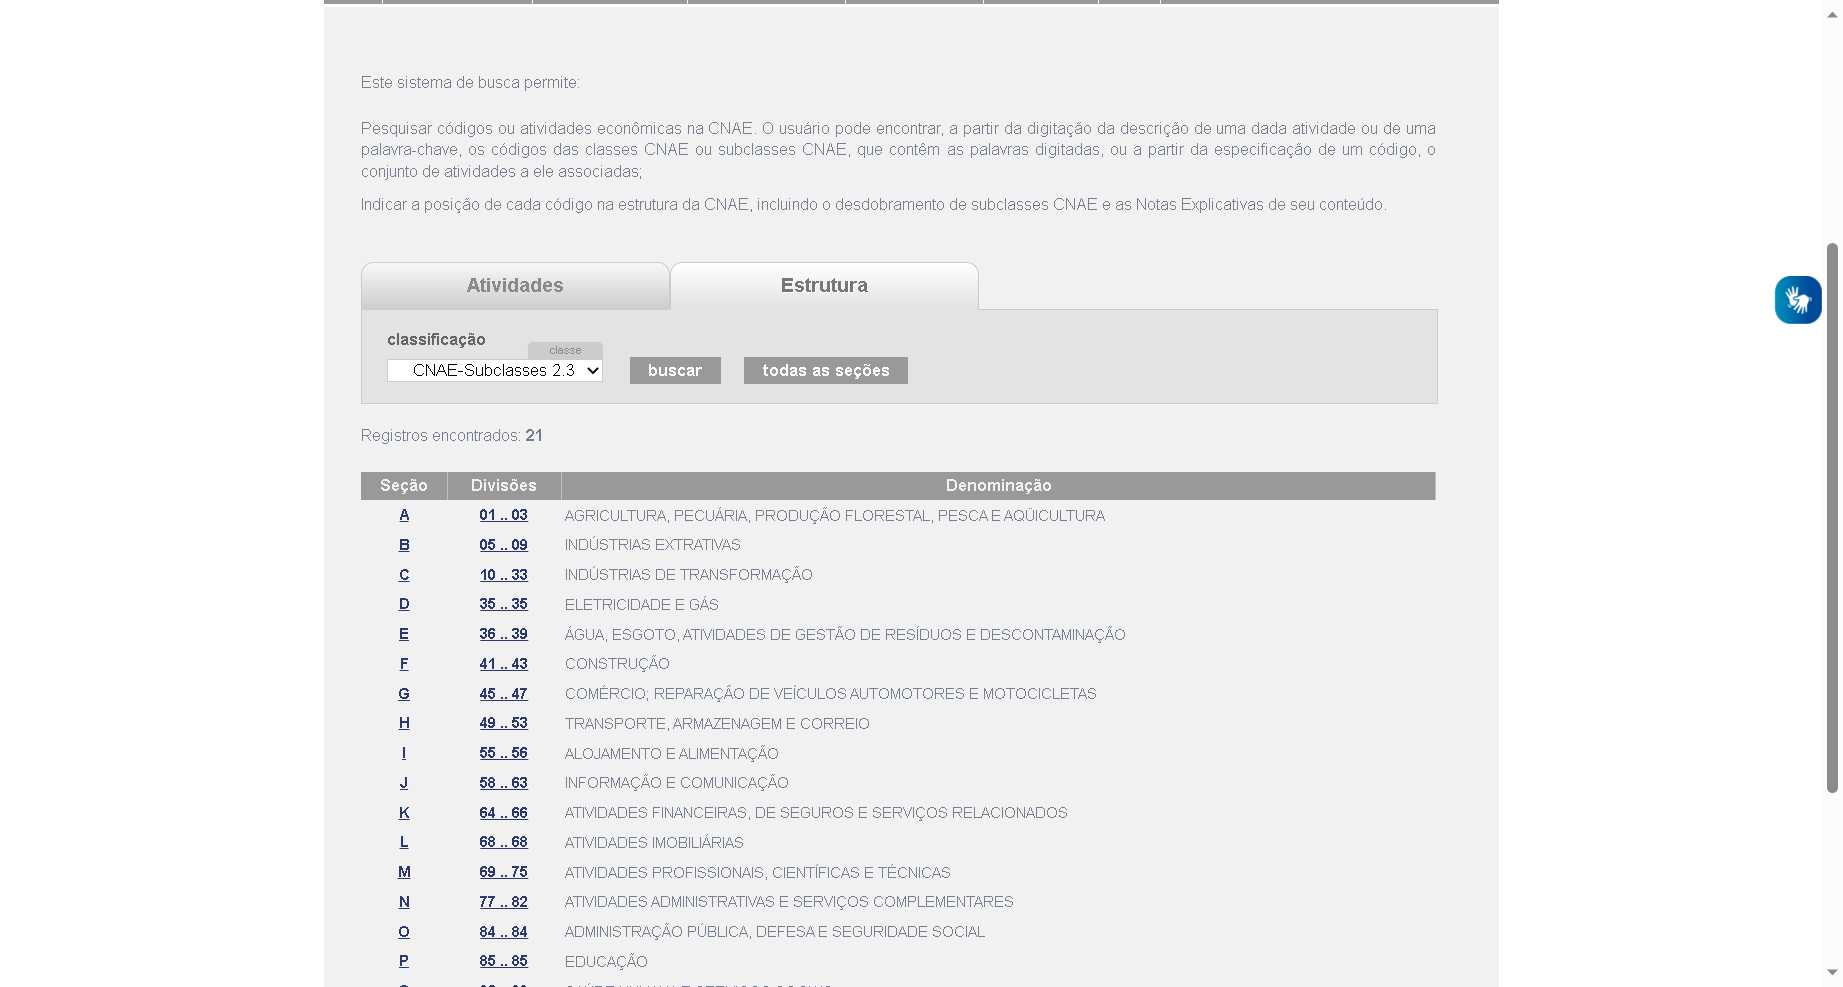 Este sistema de busca permite:
Pesquisar códigos ou atividades econômicas na CNAE. O usuário pode encontrar, a partir da digitação da descrição de uma dada atividade ou de uma
palavra-chave, os códigos das classes CNAE ou subclasses CNAE, que contêm as palavras digitadas, ou a partir da especificação de um código, o
conjunto de atividades a ele associadas;
Indicar a posição de cada código na estrutura da CNAE, incluindo o desdobramento de subclasses CNAE e as Notas Explicativas de seu conteúdo.
Atividades Estrutura
classificação
classe
CNAE-Subclasses 2.3 buscar todas as seções
Registros encontrados: 21
Seção Divisões Denominação
A 01 .. 03 AGRICULTURA, PECUÁRIA, PRODUÇÃO FLORESTAL, PESCA E AQÜICULTURA
B 05 .. 09 INDÚSTRIAS EXTRATIVAS
C 10 .. 33 INDÚSTRIAS DE TRANSFORMAÇÃO
D 35 .. 35 ELETRICIDADE E GÁS
E 36 .. 39 ÁGUA, ESGOTO, ATIVIDADES DE GESTÃO DE RESÍDUOS E DESCONTAMINAÇÃO
F 41 .. 43 CONSTRUÇÃO
G 45 .. 47 COMÉRCIO; REPARAÇÃO DE VEÍCULOS AUTOMOTORES E MOTOCICLETAS
H 49 .. 53 TRANSPORTE, ARMAZENAGEM E CORREIO
I 55 .. 56 ALOJAMENTO E ALIMENTAÇÃO
J 58 .. 63 INFORMAÇÃO E COMUNICAÇÃO
K 64 .. 66 ATIVIDADES FINANCEIRAS, DE SEGUROS E SERVIÇOS RELACIONADOS
L 68 .. 68 ATIVIDADES IMOBILIÁRIAS
M 69 .. 75 ATIVIDADES PROFISSIONAIS, CIENTÍFICAS E TÉCNICAS
N 77 .. 82 ATIVIDADES ADMINISTRATIVAS E SERVIÇOS COMPLEMENTARES
O 84 .. 84 ADMINISTRAÇÃO PÚBLICA, DEFESA E SEGURIDADE SOCIAL
P 85 .. 85 EDUCAÇÃO